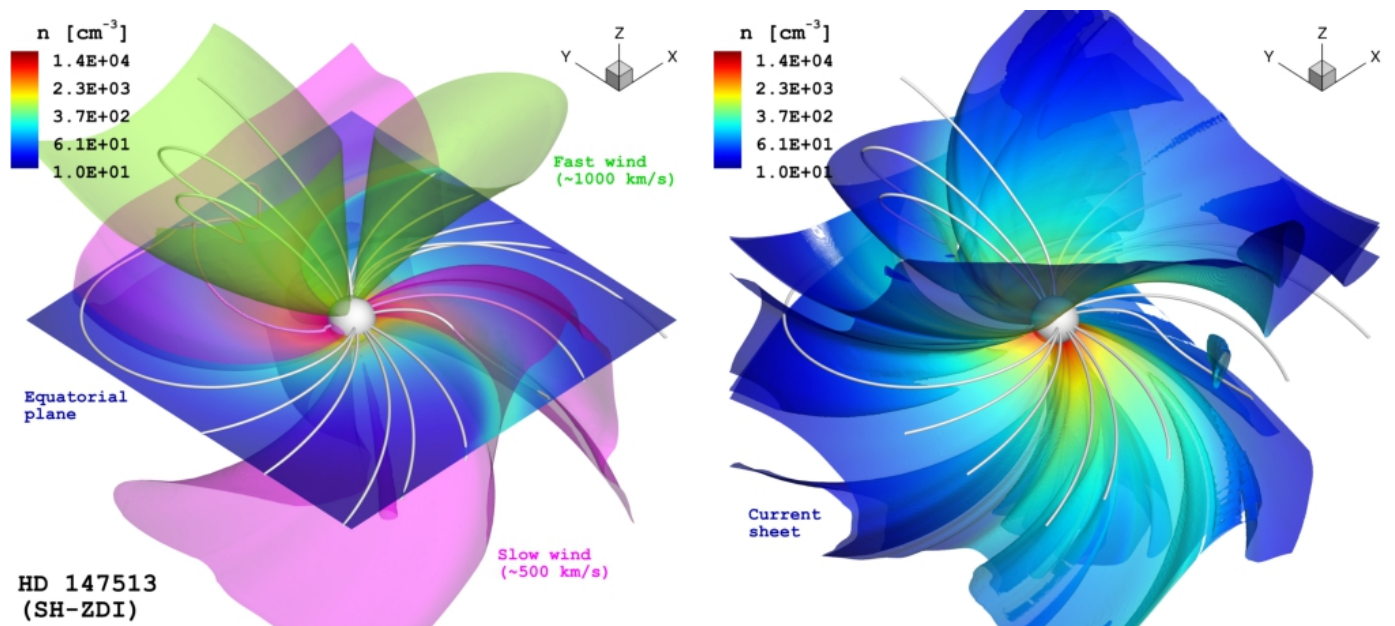 n [cm⁻³]
1.4E+04
2.3E+03
3.7E+02
6.1E+01
1.0E+01
Z
Y
X
Fast wind
(~1000 km/s)
Equatorial
plane
Slow wind
(~500 km/s)
HD 147513
(SH-ZDI)
n [cm⁻³]
1.4E+04
2.3E+03
3.7E+02
6.1E+01
1.0E+01
Z
Y
X
Current
sheet